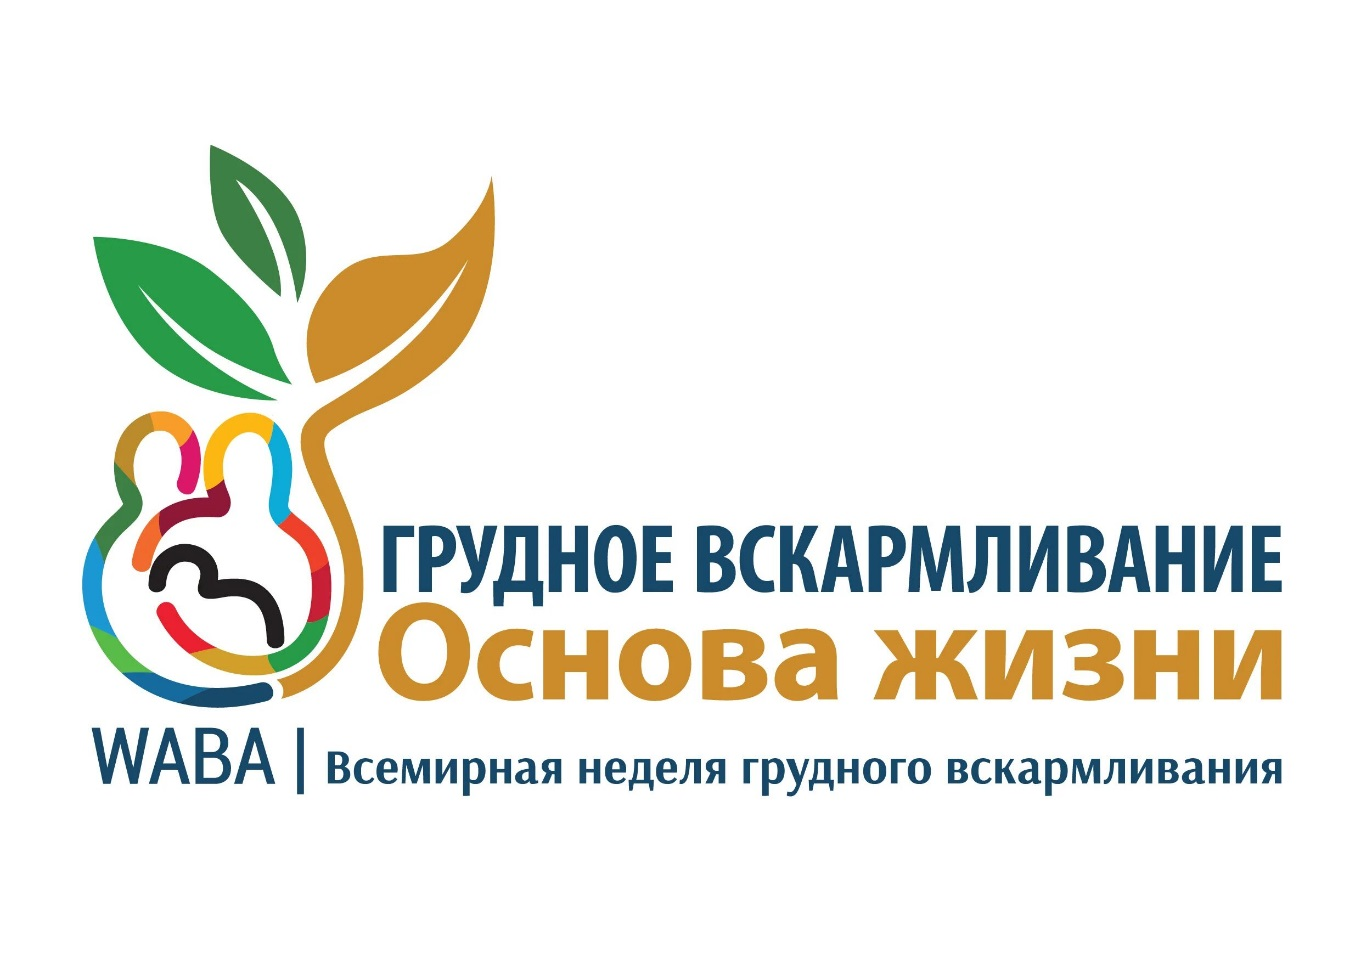 ГРУДНОЕ ВСКАРМЛИВАНИЕ
Основа жизни
WABA | Всемирная неделя грудного вскармливания